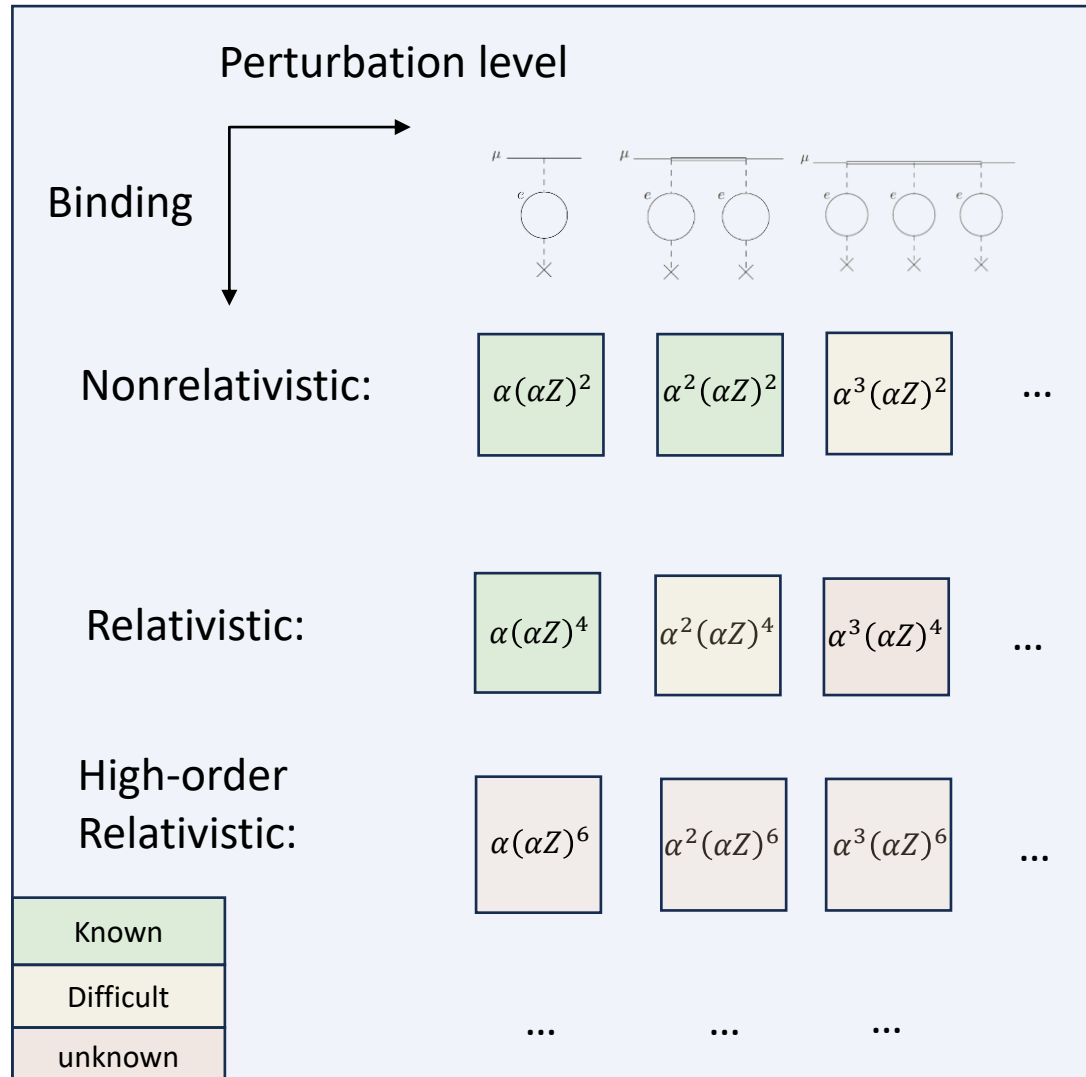 Perturbation level
Binding
μ μ μ
e e e e e e
Nonrelativistic: α(αZ)² α²(αZ)² α³(αZ)² ...
Relativistic: α(αZ)⁴ α²(αZ)⁴ α³(αZ)⁴ ...
High-order
Relativistic: α(αZ)⁶ α²(αZ)⁶ α³(αZ)⁶ ...
Known
Difficult
unknown
... ... ...